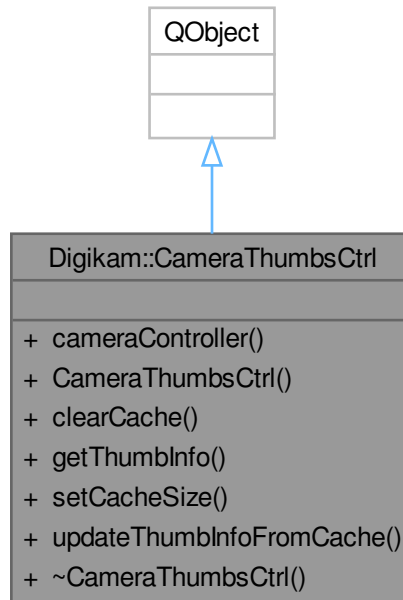 QObject
Digikam::CameraThumbsCtrl
+ cameraController()
+ CameraThumbsCtrl()
+ clearCache()
+ getThumbInfo()
+ setCacheSize()
+ updateThumbInfoFromCache()
+ ~CameraThumbsCtrl()